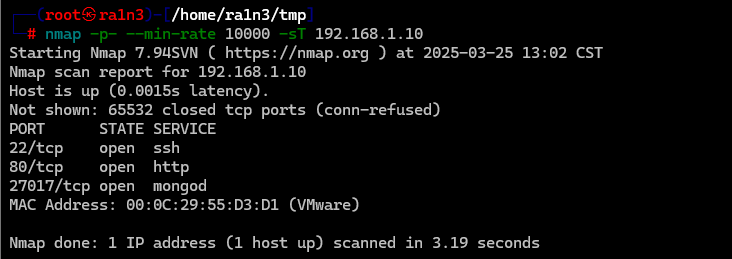 ──(root㉿ra1n3)-[/home/ra1n3/tmp]
# nmap -p- --min-rate 10000 -sT 192.168.1.10
Starting Nmap 7.94SVN ( https://nmap.org ) at 2025-03-25 13:02 CST
Nmap scan report for 192.168.1.10
Host is up (0.0015s latency).
Not shown: 65532 closed tcp ports (conn-refused)
PORT      STATE SERVICE
22/tcp    open  ssh
80/tcp    open  http
27017/tcp open  mongod
MAC Address: 00:0C:29:55:D3:D1 (VMware)
Nmap done: 1 IP address (1 host up) scanned in 3.19 seconds